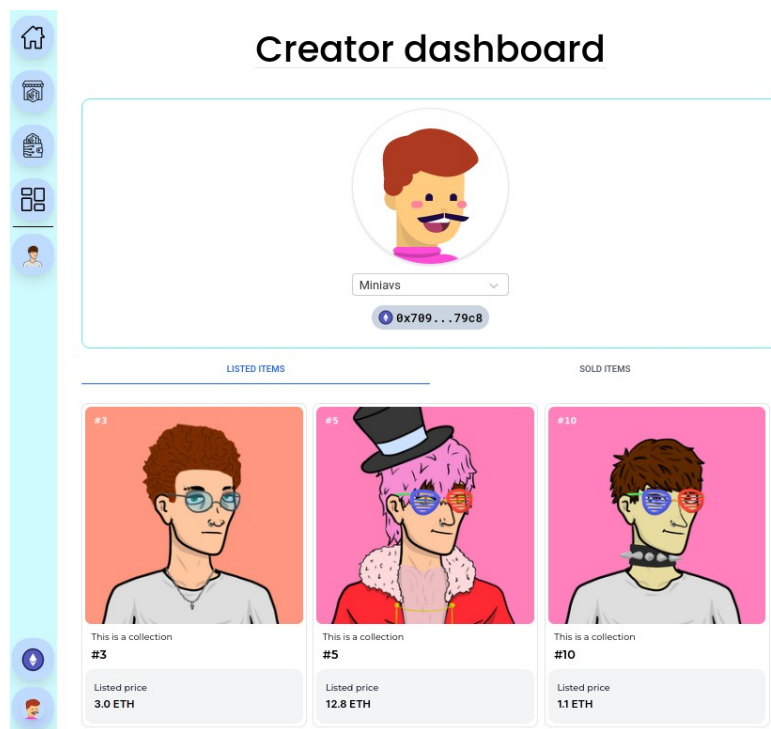 Creator dashboard
Miniavs
0x709...79c8
LISTED ITEMS
SOLD ITEMS
#3
#5
#10
This is a collection
#3
Listed price
3.0 ETH
This is a collection
#5
Listed price
12.8 ETH
This is a collection
#10
Listed price
1.1 ETH